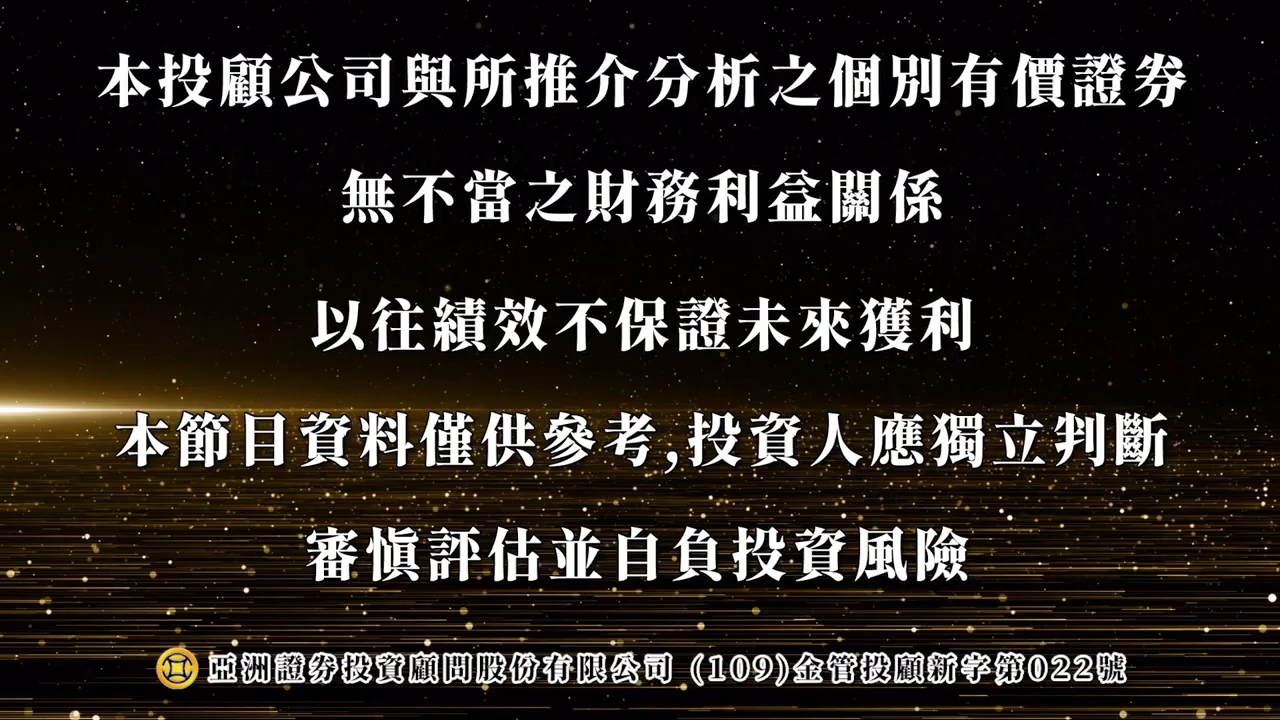 本投顧公司與所推介分析之個別有價證券
無不當之財務利益關係
以往績效不保證未來獲利
本節目資料僅供參考,投資人應獨立判斷
審慎評估並自負投資風險
亞洲證券投資顧問股份有限公司 (109)金管投顧新字第022號